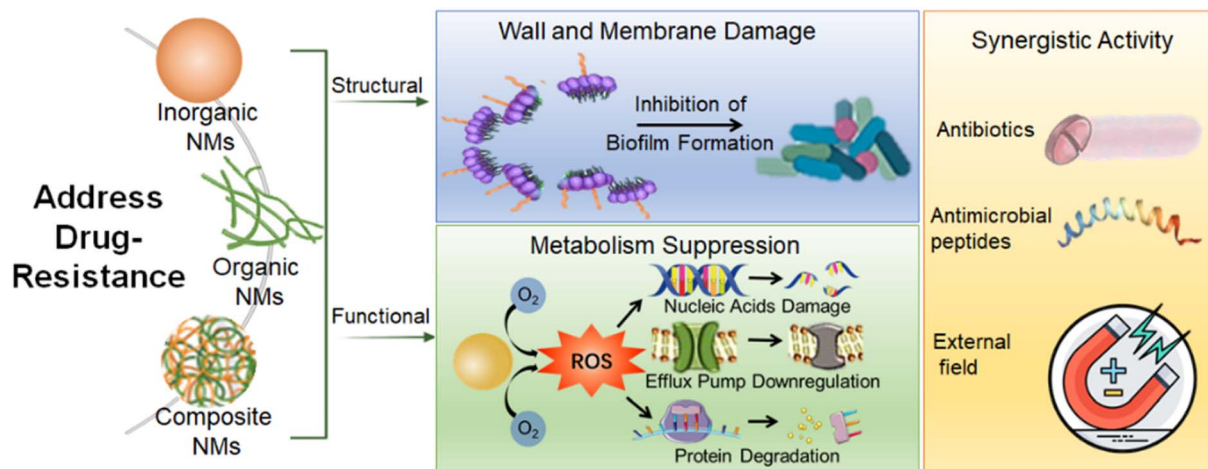 Address
Drug-
Resistance
Inorganic
NMs
Organic
NMs
Composite
NMs
Structural
Functional
Wall and Membrane Damage
Inhibition of
Biofilm Formation
Metabolism Suppression
O2
O2
ROS
Nucleic Acids Damage
Efflux Pump Downregulation
Protein Degradation
Synergistic Activity
Antibiotics
Antimicrobial
peptides
External
field